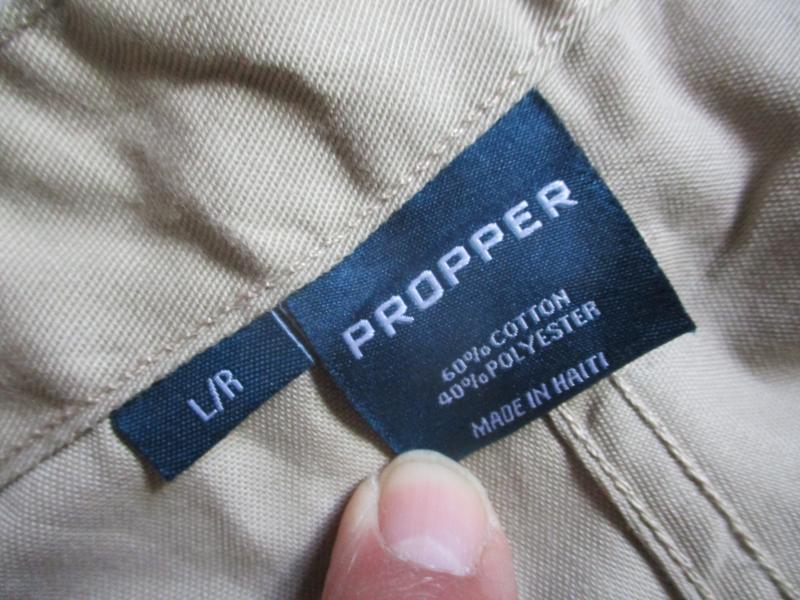 PROPPER
60% COTTON
40% POLYESTER
MADE IN HAITI
L/R